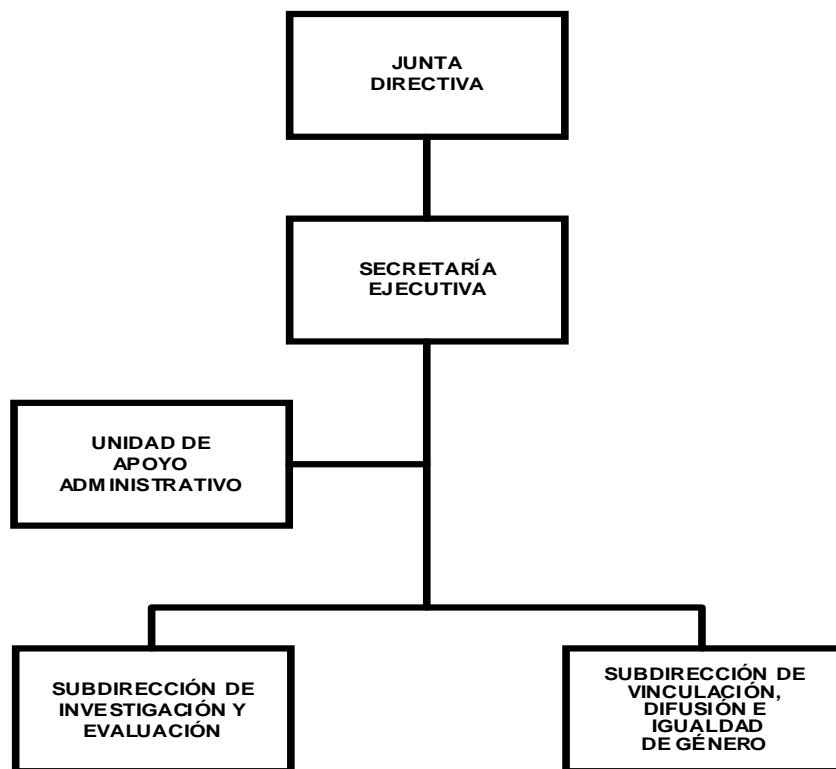 JUNTA
DIRECTIVA
SECRETARÍA
EJECUTIVA
UNIDAD DE
APOYO
ADMINISTRATIVO
SUBDIRECCIÓN DE
INVESTIGACIÓN Y
EVALUACIÓN
SUBDIRECCIÓN DE
VINCULACIÓN,
DIFUSIÓN E
IGUALDAD
DE GÉNERO